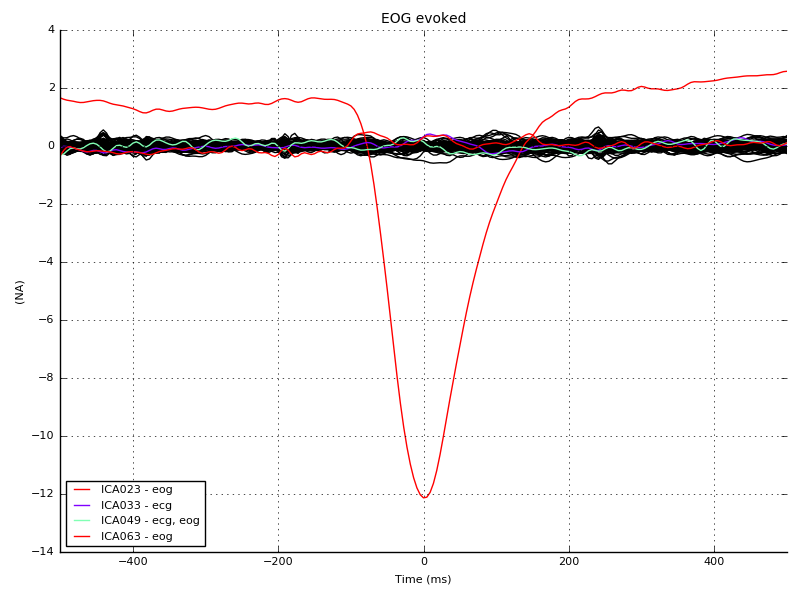 EOG evoked
4
2
0
−2
−4
−6
−8
−10
−12
−14
(NA)
ICA023 - eog
ICA033 - ecg
ICA049 - ecg, eog
ICA063 - eog
−400
−200
0
200
400
Time (ms)